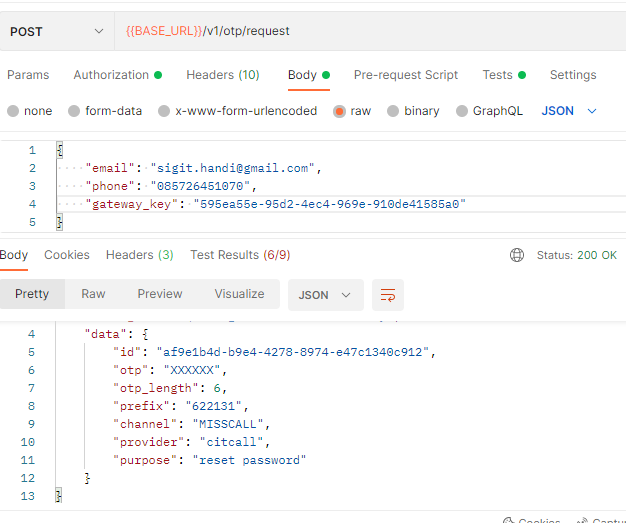 POST {{BASE_URL}}/v1/otp/request
Params Authorization Headers (10) Body Pre-request Script Tests Settings
none form-data x-www-form-urlencoded raw binary GraphQL JSON
1 {
2 "email": "sigit.handi@gmail.com",
3 "phone": "085726451070",
4 "gateway_key": "595ea55e-95d2-4ec4-969e-910de41585a0"
5 }
Body Cookies Headers (3) Test Results (6/9) Status: 200 OK
Pretty Raw Preview Visualize JSON
4 "data": {
5 "id": "af9e1b4d-b9e4-4278-8974-e47c1340c912",
6 "otp": "XXXXXX",
7 "otp_length": 6,
8 "prefix": "622131",
9 "channel": "MISSCALL",
10 "provider": "citcall",
11 "purpose": "reset password"
12 }
13 }
Cookies